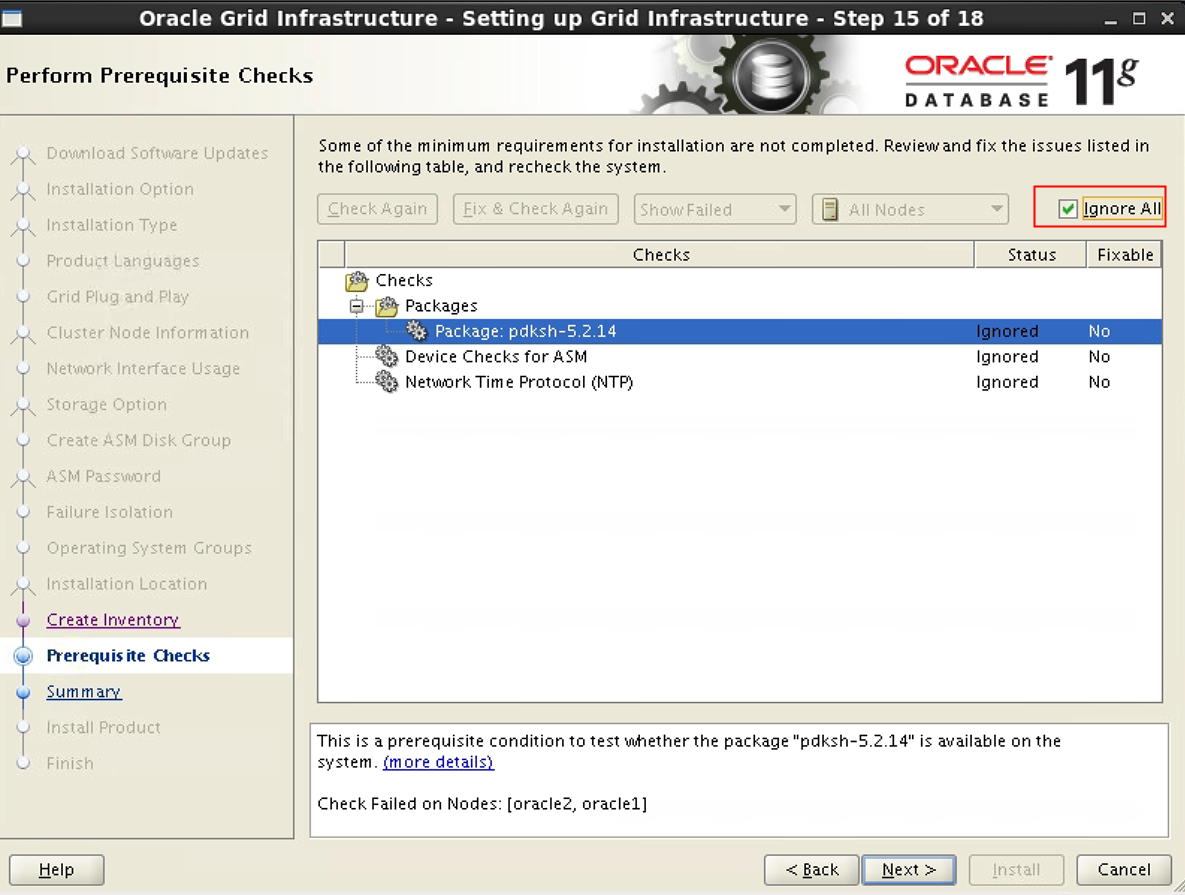 Oracle Grid Infrastructure - Setting up Grid Infrastructure - Step 15 of 18
Perform Prerequisite Checks
ORACLE
DATABASE
11g
Download Software Updates
Installation Option
Installation Type
Product Languages
Grid Plug and Play
Cluster Node Information
Network Interface Usage
Storage Option
Create ASM Disk Group
ASM Password
Failure Isolation
Operating System Groups
Installation Location
Create Inventory
Prerequisite Checks
Summary
Install Product
Finish
Some of the minimum requirements for installation are not completed. Review and fix the issues listed in
the following table, and recheck the system.
Check Again Fix & Check Again Show Failed All Nodes Ignore All
Checks Status Fixable
Checks
Packages
Package: pdksh-5.2.14 Ignored No
Device Checks for ASM Ignored No
Network Time Protocol (NTP) Ignored No
This is a prerequisite condition to test whether the package "pdksh-5.2.14" is available on the
system. (more details)
Check Failed on Nodes: [oracle2, oracle1]
Help < Back Next > Install Cancel